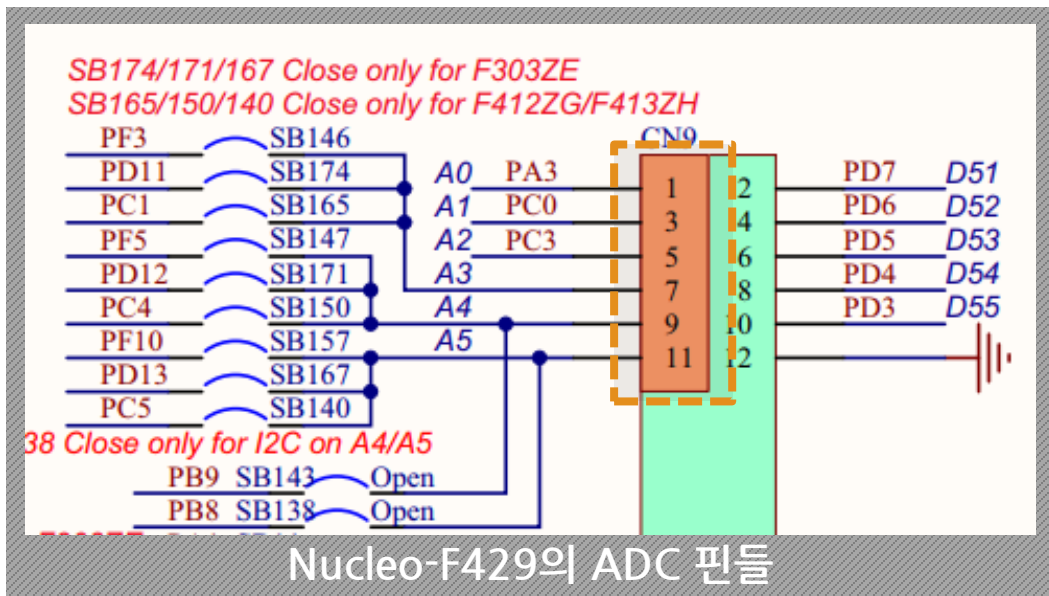 SB174/171/167 Close only for F303ZE
SB165/150/140 Close only for F412ZG/F413ZH
PF3 SB146 CN9
PD11 SB174 A0 PA3 1 2 PD7 D51
PC1 SB165 A1 PC0 3 4 PD6 D52
PF5 SB147 A2 PC3 5 6 PD5 D53
PD12 SB171 A3 7 8 PD4 D54
PC4 SB150 A4 9 10 PD3 D55
PF10 SB157 A5 11 12
PD13 SB167
PC5 SB140
38 Close only for I2C on A4/A5
PB9 SB143 Open
PB8 SB138 Open
Nucleo-F429의 ADC 핀들